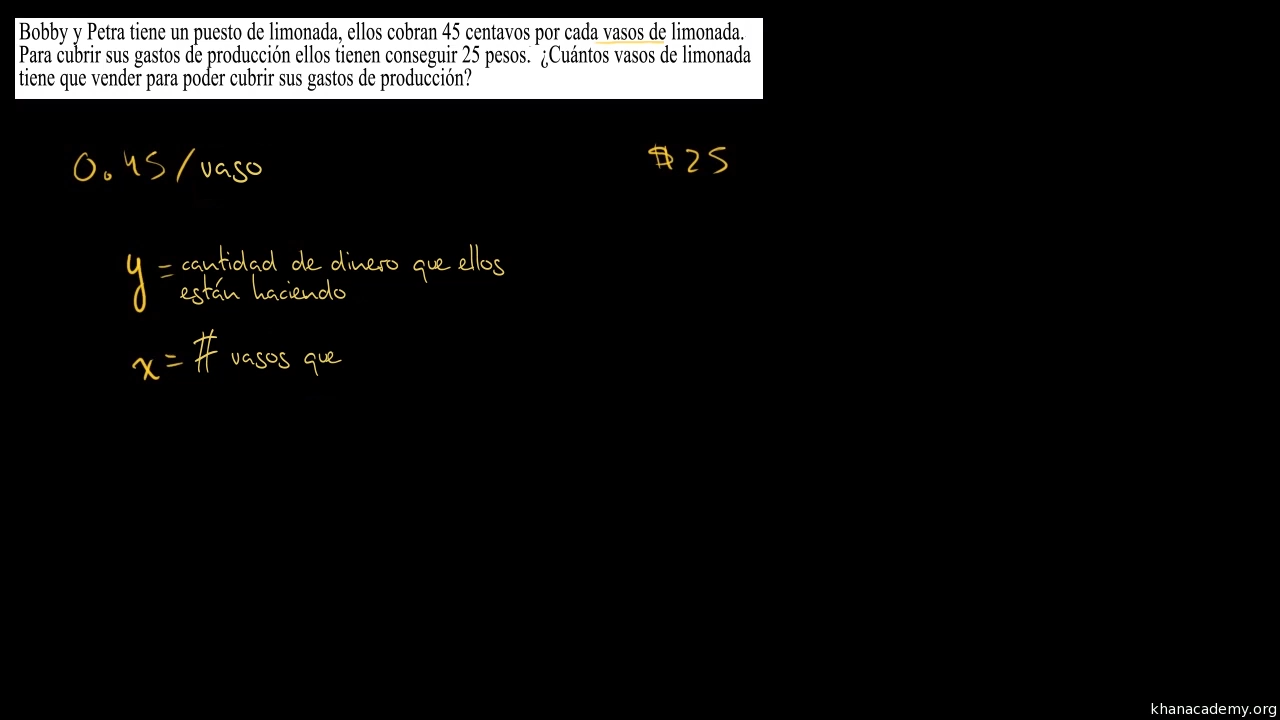 Bobby y Petra tiene un puesto de limonada, ellos cobran 45 centavos por cada vasos de limonada.
Para cubrir sus gastos de producción ellos tienen conseguir 25 pesos. ¿Cuántos vasos de limonada
tiene que vender para poder cubrir sus gastos de producción?
0.45/vaso
$25
y = cantidad de dinero que ellos
están haciendo
x = # vasos que
khanacademy.org